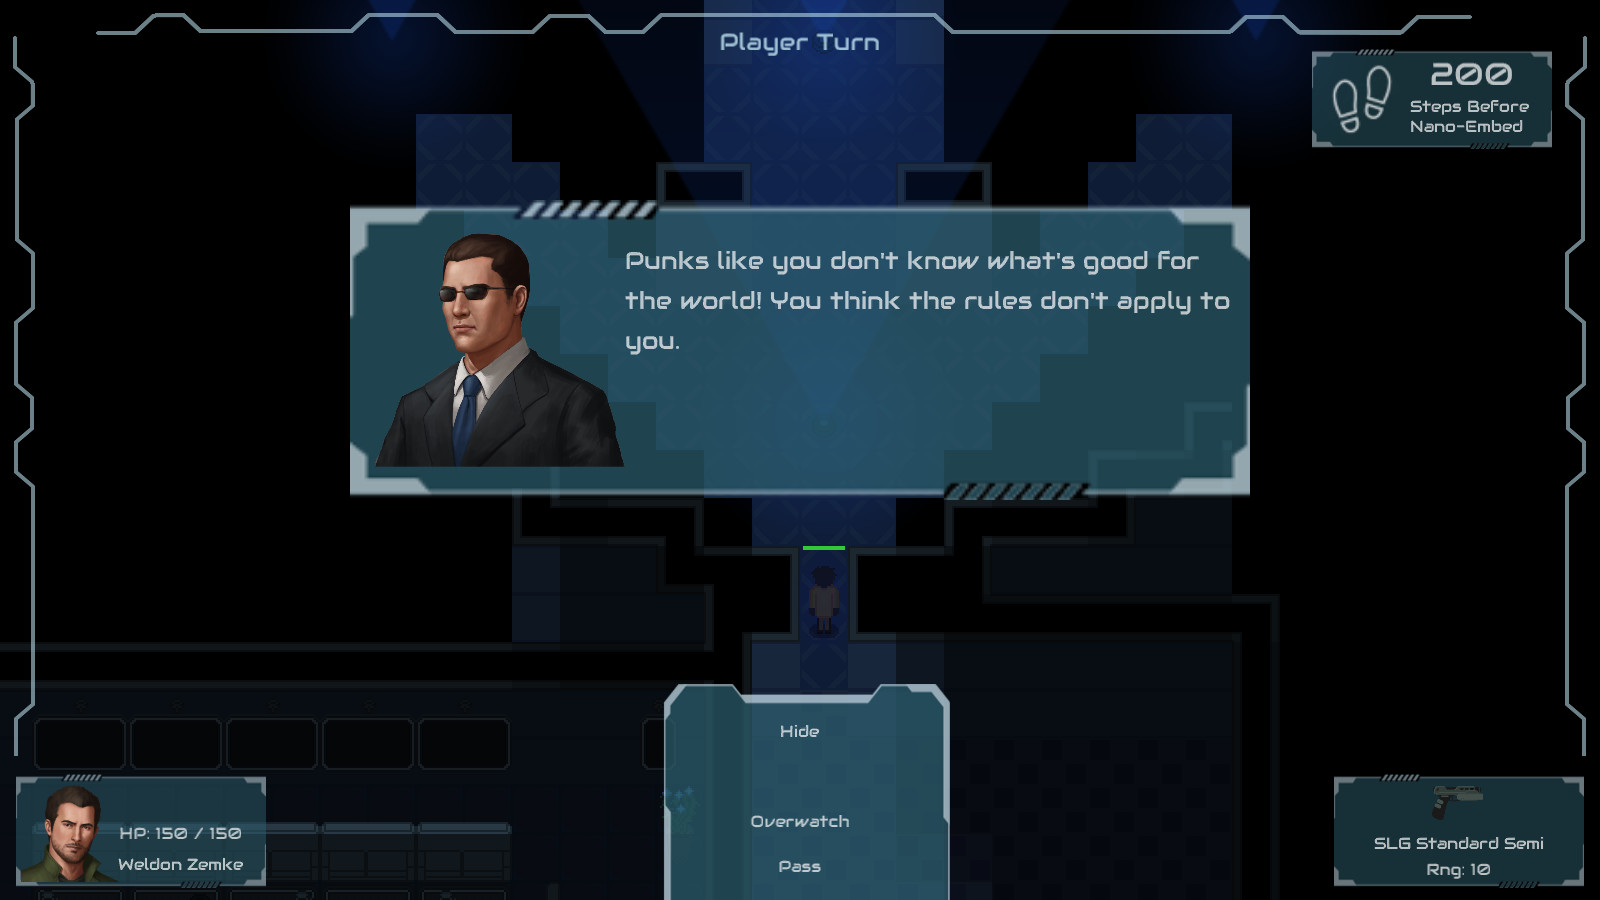 Player Turn
200
Steps Before
Nano-Embed
Punks like you don't know what's good for
the world! You think the rules don't apply to
you.
Hide
Overwatch
Pass
HP: 150 / 150
Weldon Zemke
SLG Standard Semi
Rng: 10